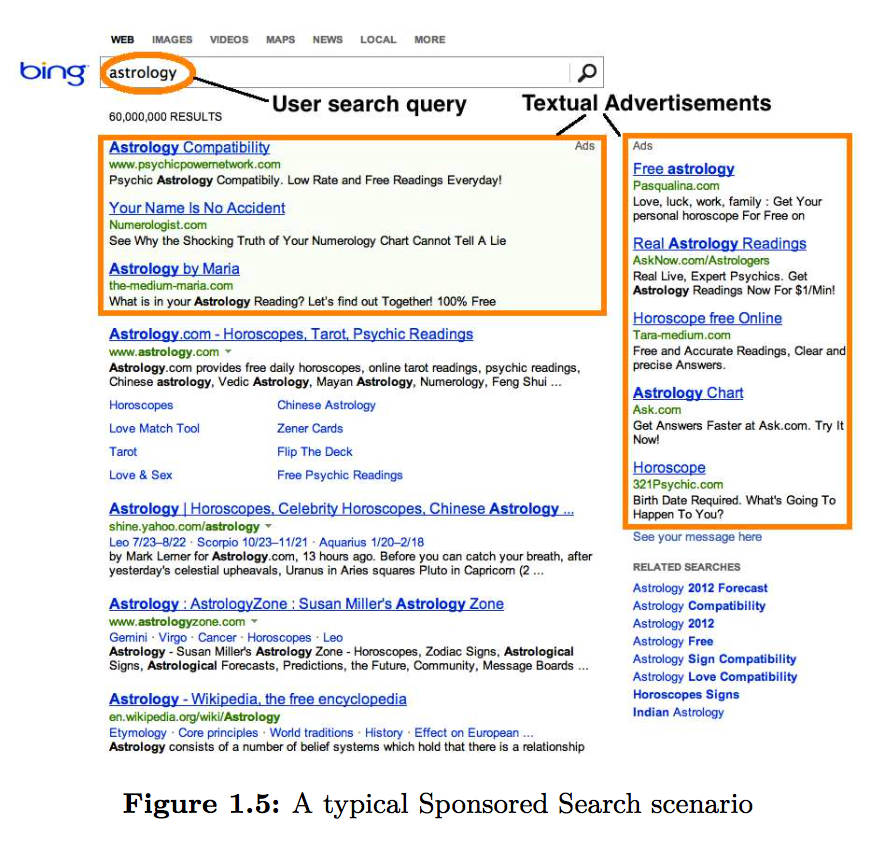 WEB IMAGES VIDEOS MAPS NEWS LOCAL MORE
bing
astrology
User search query
Textual Advertisements
60,000,000 RESULTS
Astrology Compatibility
Ads
www.psychicpowernetwork.com
Psychic Astrology Compatibily. Low Rate and Free Readings Everyday!
Your Name Is No Accident
Numerologist.com
See Why the Shocking Truth of Your Numerology Chart Cannot Tell A Lie
Astrology by Maria
the-medium-maria.com
What is in your Astrology Reading? Let's find out Together! 100% Free
Astrology.com - Horoscopes, Tarot, Psychic Readings
www.astrology.com
Astrology.com provides free daily horoscopes, online tarot readings, psychic readings,
Chinese astrology, Vedic Astrology, Mayan Astrology, Numerology, Feng Shui ...
Horoscopes Chinese Astrology
Love Match Tool Zener Cards
Tarot Flip The Deck
Love & Sex Free Psychic Readings
Astrology | Horoscopes, Celebrity Horoscopes, Chinese Astrology ...
shine.yahoo.com/astrology
Leo 7/23–8/22 · Scorpio 10/23–11/21 · Aquarius 1/20–2/18
by Mark Lerner for Astrology.com, 13 hours ago. Before you can catch your breath, after
yesterday's celestial upheavals, Uranus in Aries squares Pluto in Capricorn (2 ...
Astrology : AstrologyZone : Susan Miller's Astrology Zone
www.astrologyzone.com
Gemini · Virgo · Cancer · Horoscopes · Leo
Astrology - Susan Miller's Astrology Zone - Horoscopes, Zodiac Signs, Astrological
Signs, Astrological Forecasts, Predictions, the Future, Community, Message Boards ...
Astrology - Wikipedia, the free encyclopedia
en.wikipedia.org/wiki/Astrology
Etymology · Core principles · World traditions · History · Effect on European ...
Astrology consists of a number of belief systems which hold that there is a relationship
Ads
Free astrology
Pasqualina.com
Love, luck, work, family : Get Your
personal horoscope For Free on
Real Astrology Readings
AskNow.com/Astrologers
Real Live, Expert Psychics. Get
Astrology Readings Now For $1/Min!
Horoscope free Online
Tara-medium.com
Free and Accurate Readings, Clear and
precise Answers.
Astrology Chart
Ask.com
Get Answers Faster at Ask.com. Try It
Now!
Horoscope
321Psychic.com
Birth Date Required. What's Going To
Happen To You?
See your message here
RELATED SEARCHES
Astrology 2012 Forecast
Astrology Compatibility
Astrology 2012
Astrology Free
Astrology Sign Compatibility
Astrology Love Compatibility
Horoscopes Signs
Indian Astrology
Figure 1.5: A typical Sponsored Search scenario